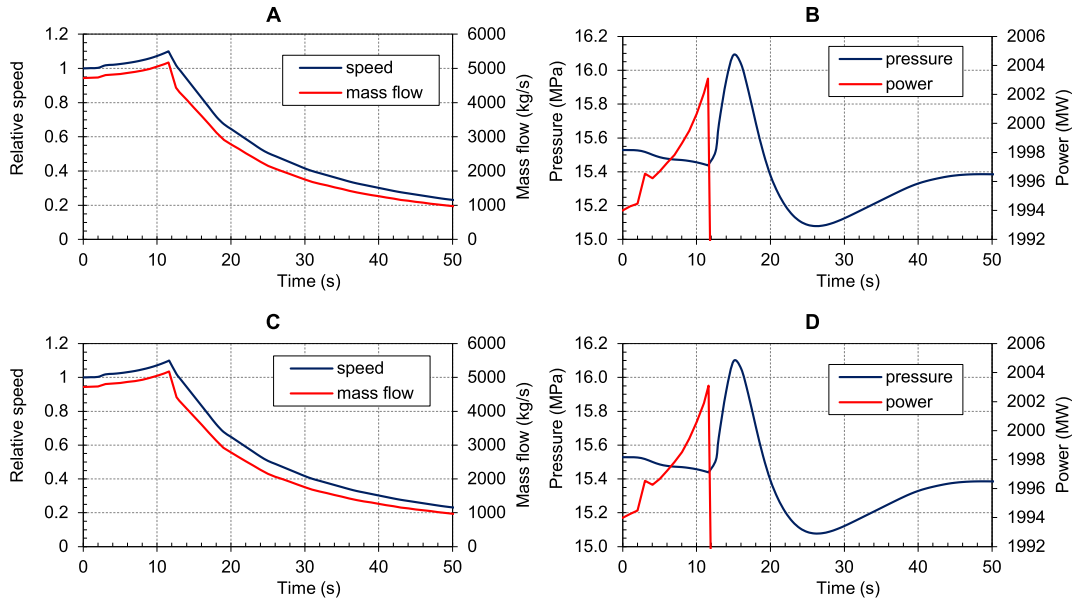 A
Relative speed
1.2
1
0.8
0.6
0.4
0.2
0
speed
mass flow
6000
5000
4000
3000
2000
1000
0
Mass flow (kg/s)
0 10 20 30 40 50
Time (s)
B
Pressure (MPa)
16.2
16.0
15.8
15.6
15.4
15.2
15.0
pressure
power
2006
2004
2002
2000
1998
1996
1994
1992
Power (MW)
0 10 20 30 40 50
Time (s)
C
Relative speed
1.2
1
0.8
0.6
0.4
0.2
0
speed
mass flow
6000
5000
4000
3000
2000
1000
0
Mass flow (kg/s)
0 10 20 30 40 50
Time (s)
D
Pressure (MPa)
16.2
16.0
15.8
15.6
15.4
15.2
15.0
pressure
power
2006
2004
2002
2000
1998
1996
1994
1992
Power (MW)
0 10 20 30 40 50
Time (s)